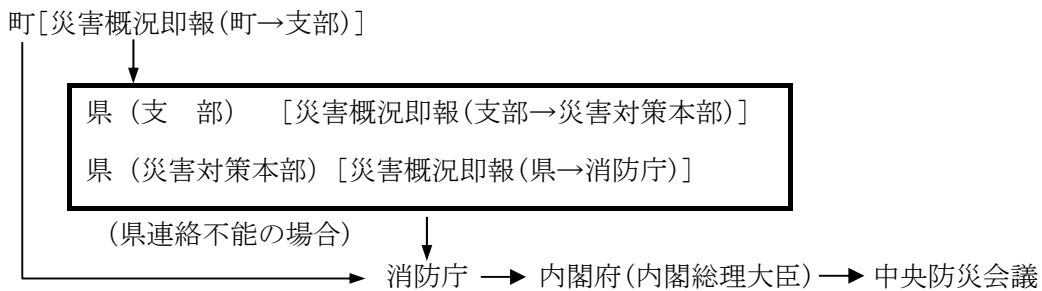 町[災害概況即報(町→支部)]
県 (支　部)　[災害概況即報(支部→災害対策本部)]
県 (災害対策本部) [災害概況即報(県→消防庁)]
(県連絡不能の場合)
消防庁 → 内閣府(内閣総理大臣) → 中央防災会議